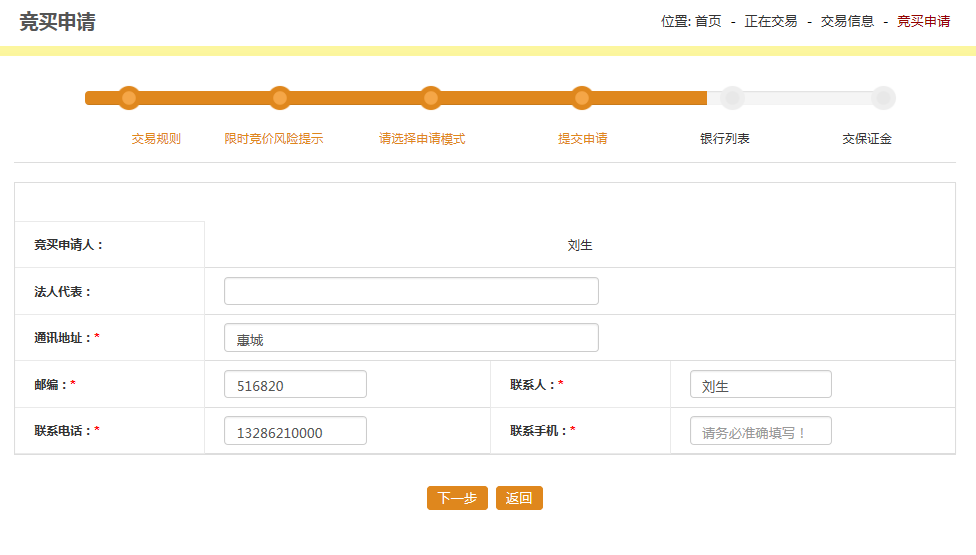 竞买申请
位置: 首页 - 正在交易 - 交易信息 - 竞买申请
交易规则 限时竞价风险提示 请选择申请模式 提交申请 银行列表 交保证金
竞买申请人： 刘生
法人代表：
通讯地址：* 惠城
邮编：* 516820 联系人：* 刘生
联系电话：* 13286210000 联系手机：* 请务必准确填写！
下一步 返回